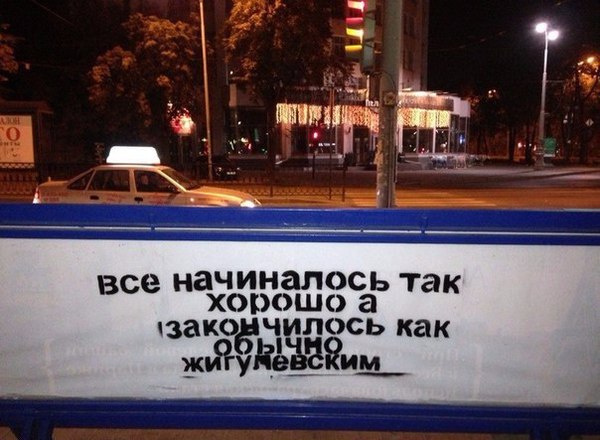 все начиналось так
хорошо а
закончилось как
обычно
жигулевским